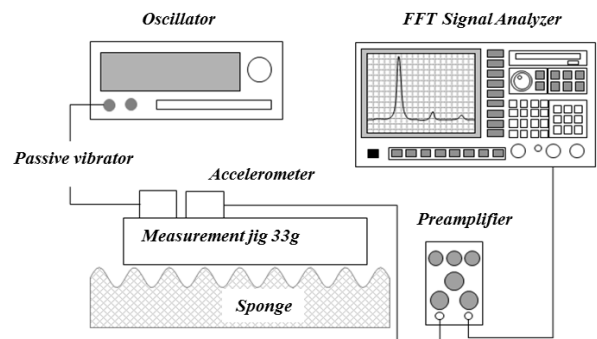 Oscillator
FFT Signal Analyzer
Passive vibrator
Accelerometer
Measurement jig 33g
Preamplifier
Sponge